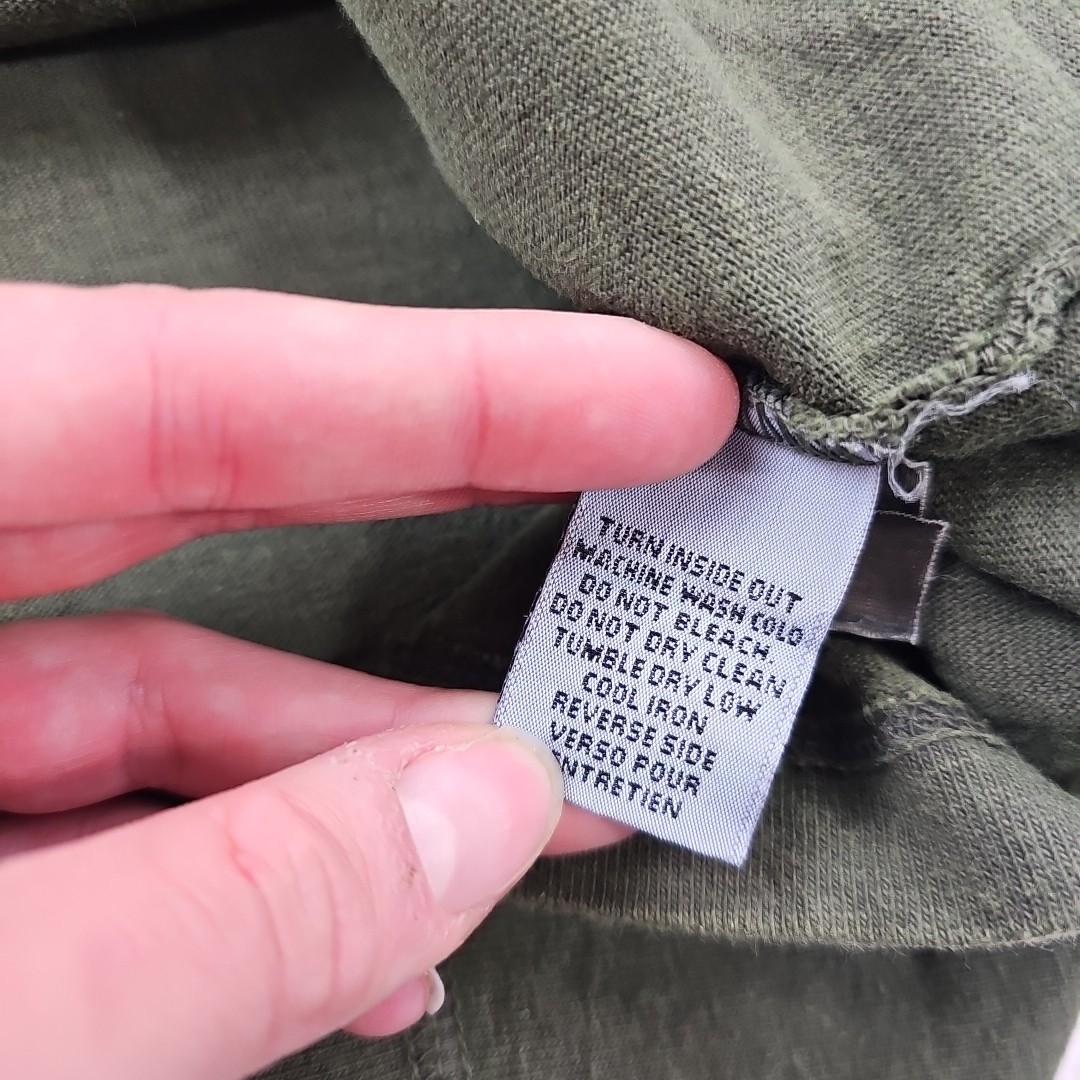 TURN INSIDE OUT
MACHINE WASH COLD
DO NOT BLEACH.
DO NOT DRY CLEAN
TUMBLE DRY LOW
COOL IRON
REVERSE SIDE
VERSO POUR
ENTRETIEN